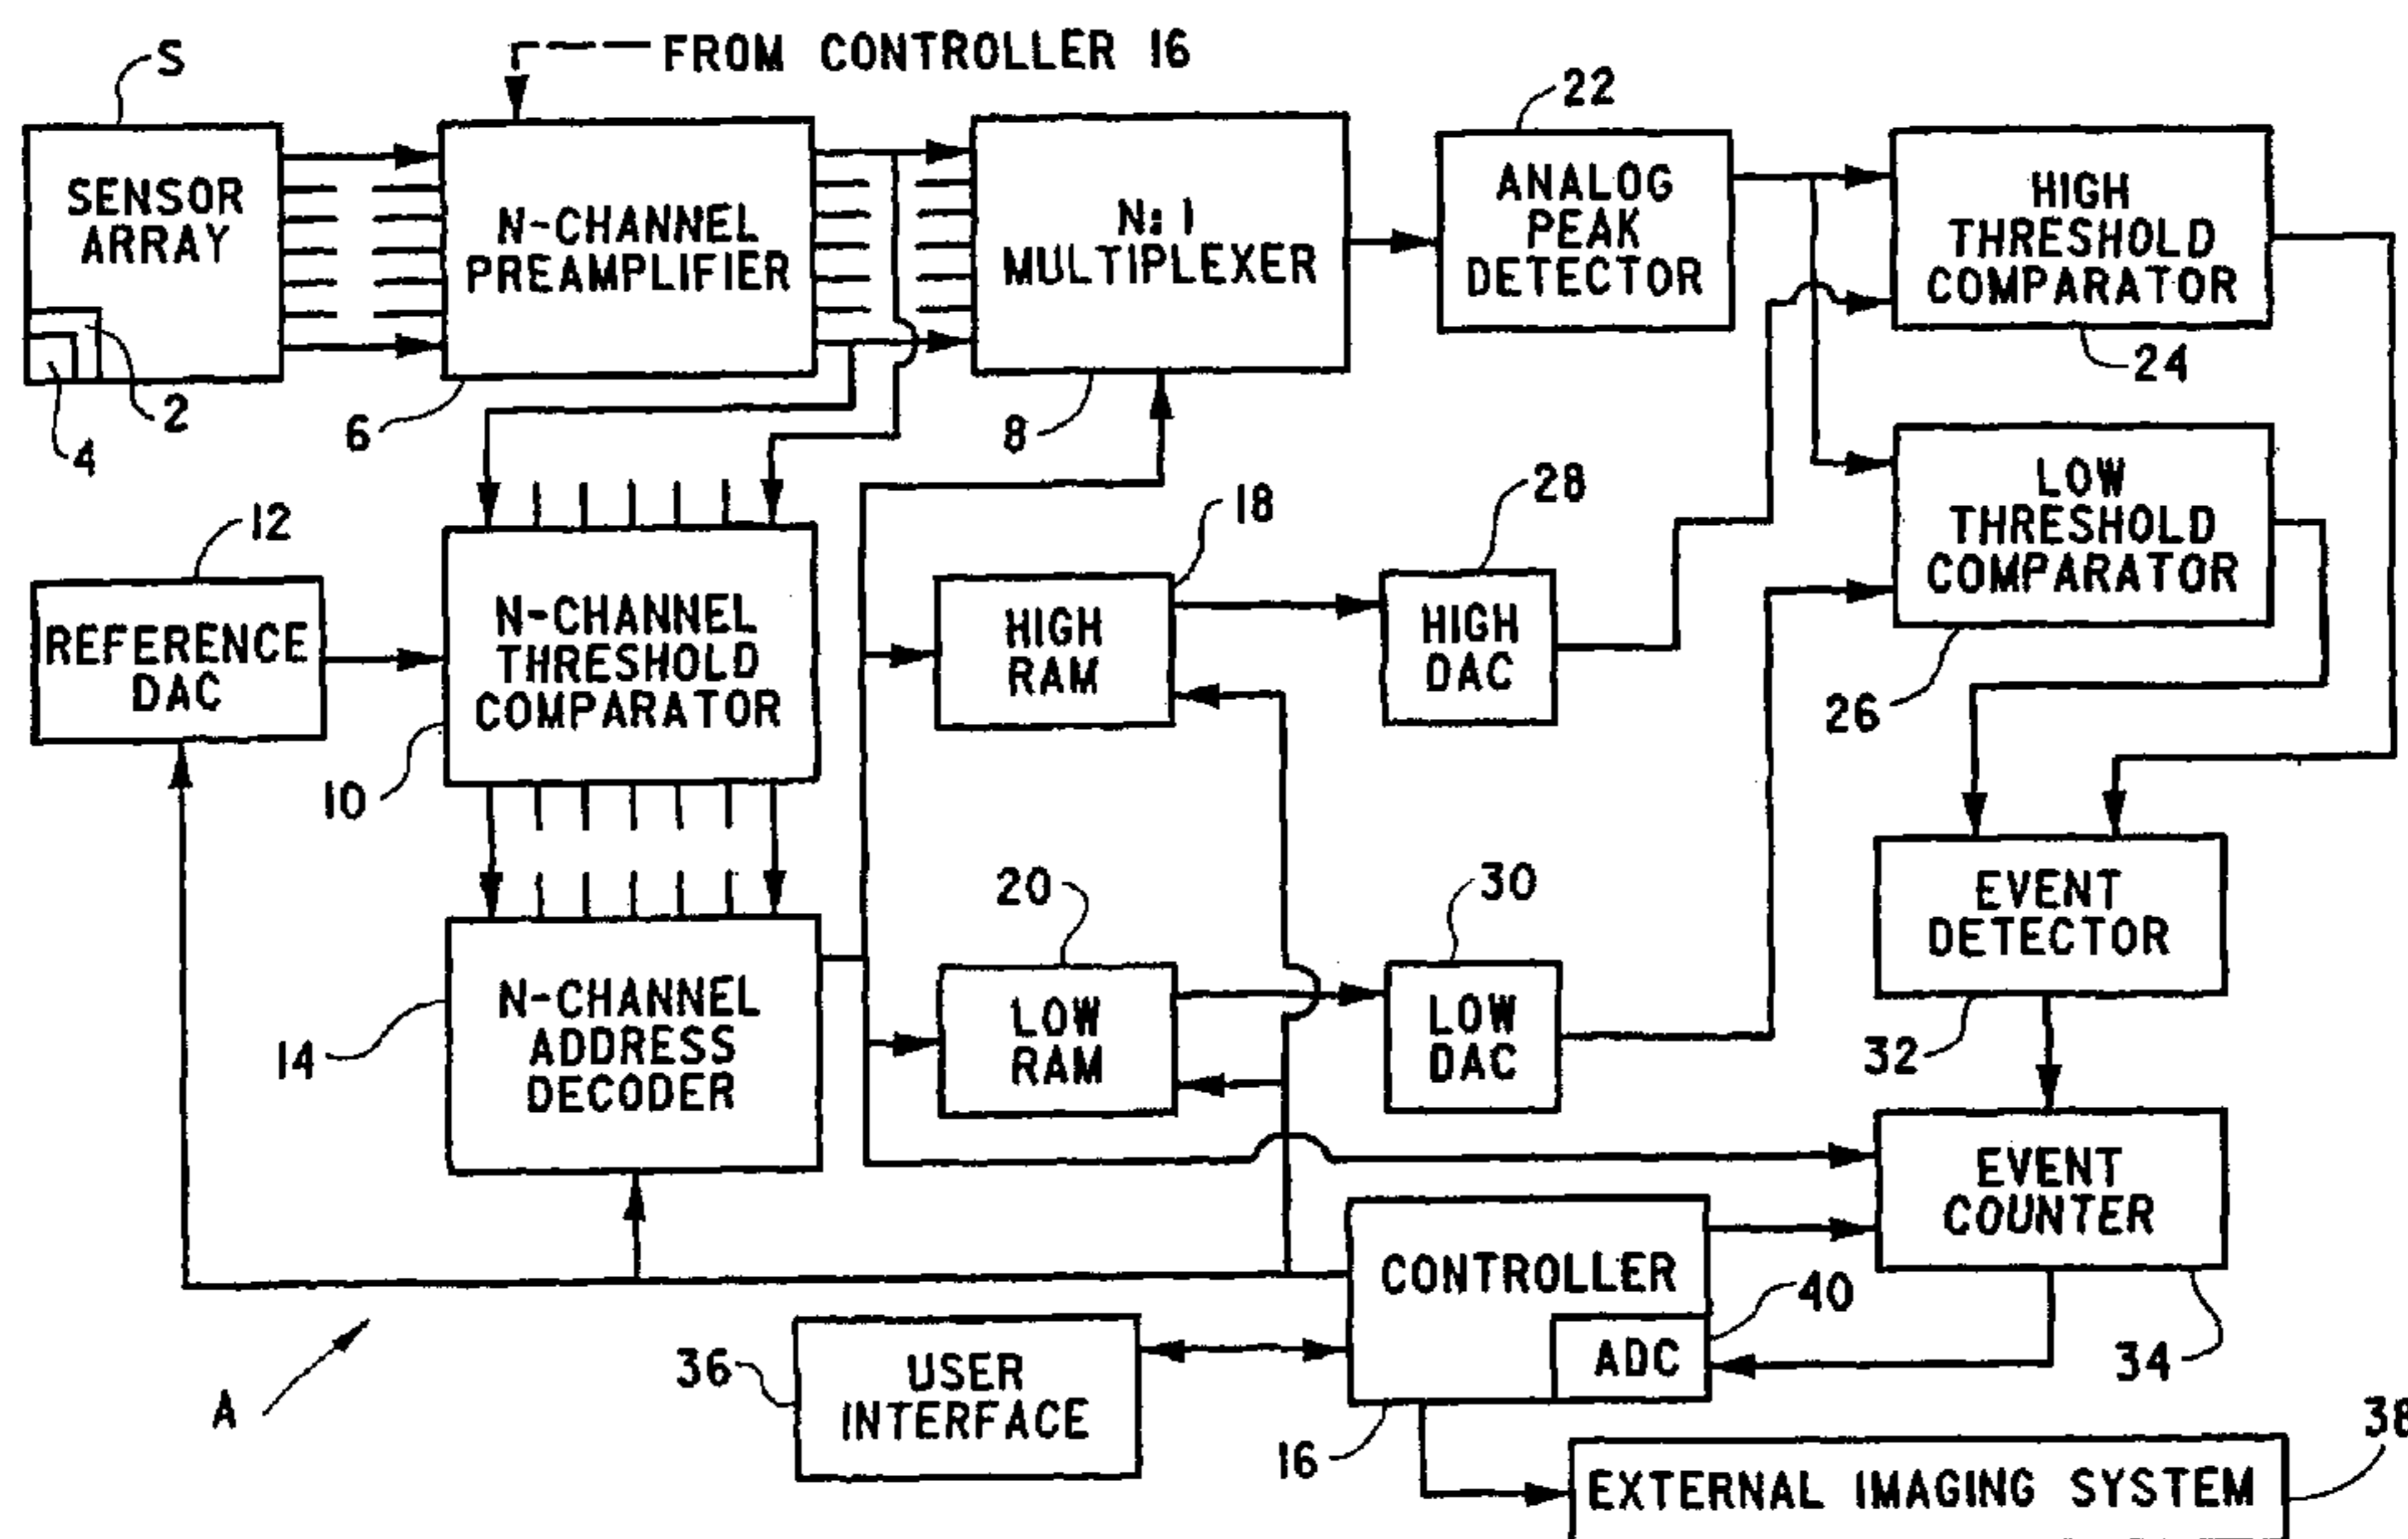 FROM CONTROLLER 16
S
22
SENSOR
ARRAY
N-CHANNEL
PREAMPLIFIER
N:1
MULTIPLEXER
ANALOG
PEAK
DETECTOR
HIGH
THRESHOLD
COMPARATOR
2
4
6
8
24
12
18
28
LOW
THRESHOLD
COMPARATOR
REFERENCE
DAC
N-CHANNEL
THRESHOLD
COMPARATOR
HIGH
RAM
HIGH
DAC
26
10
20
30
EVENT
DETECTOR
14
N-CHANNEL
ADDRESS
DECODER
LOW
RAM
LOW
DAC
32
EVENT
COUNTER
CONTROLLER
40
ADC
34
A
36
USER
INTERFACE
16
38
EXTERNAL IMAGING SYSTEM